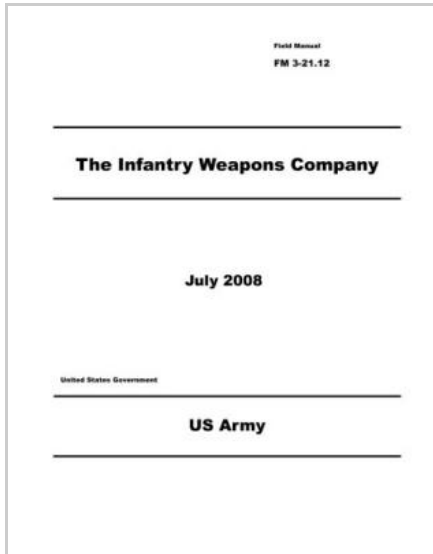 Field Manual
FM 3-21.12
The Infantry Weapons Company
July 2008
United States Government
US Army